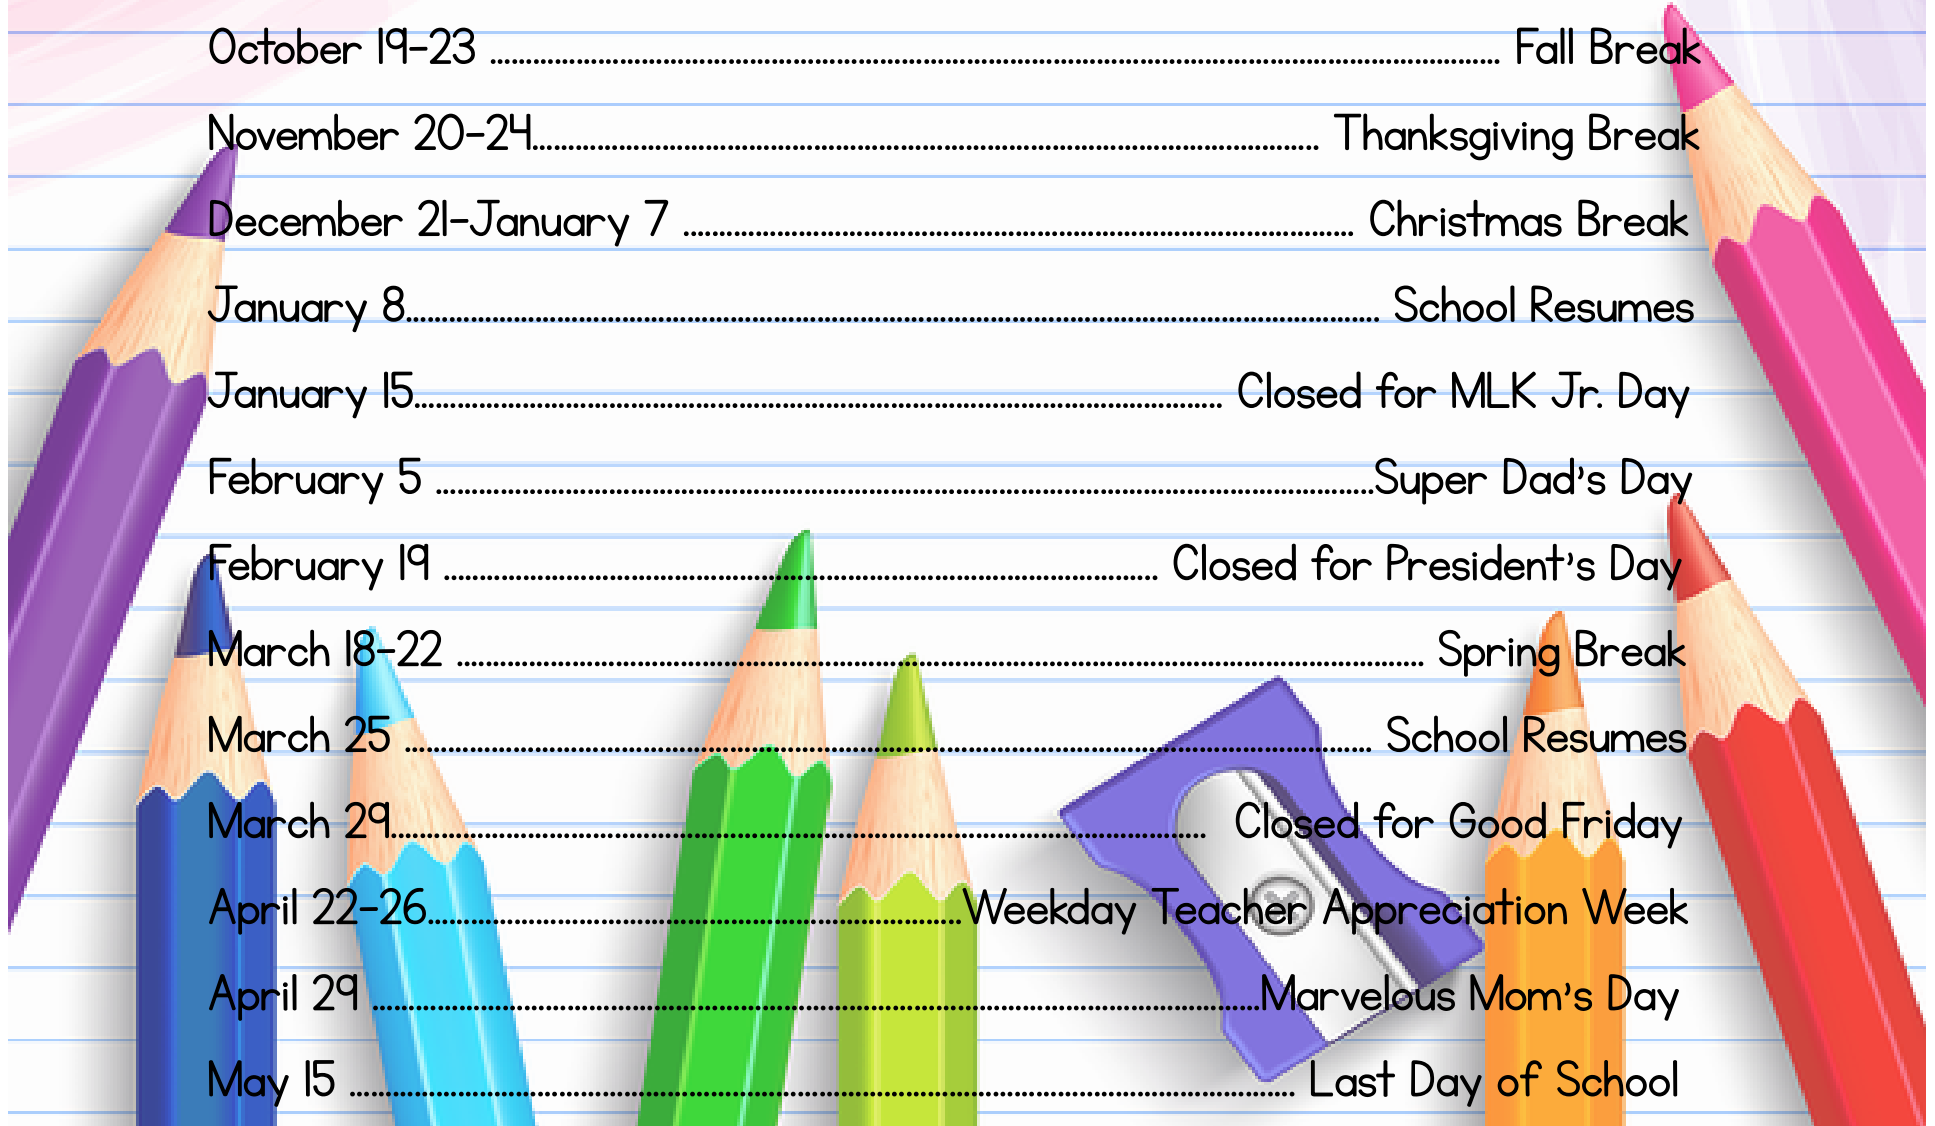 October 19-23 ........................................ Fall Break
November 20-24........................................ Thanksgiving Break
December 21-January 7 ........................................ Christmas Break
January 8........................................ School Resumes
January 15........................................ Closed for MLK Jr. Day
February 5 ........................................Super Dad's Day
February 19 ........................................ Closed for President's Day
March 18-22 ........................................ Spring Break
March 25 ........................................ School Resumes
March 29........................................ Closed for Good Friday
April 22-26........................................Weekday Teacher Appreciation Week
April 29 ........................................Marvelous Mom's Day
May 15 ........................................ Last Day of School